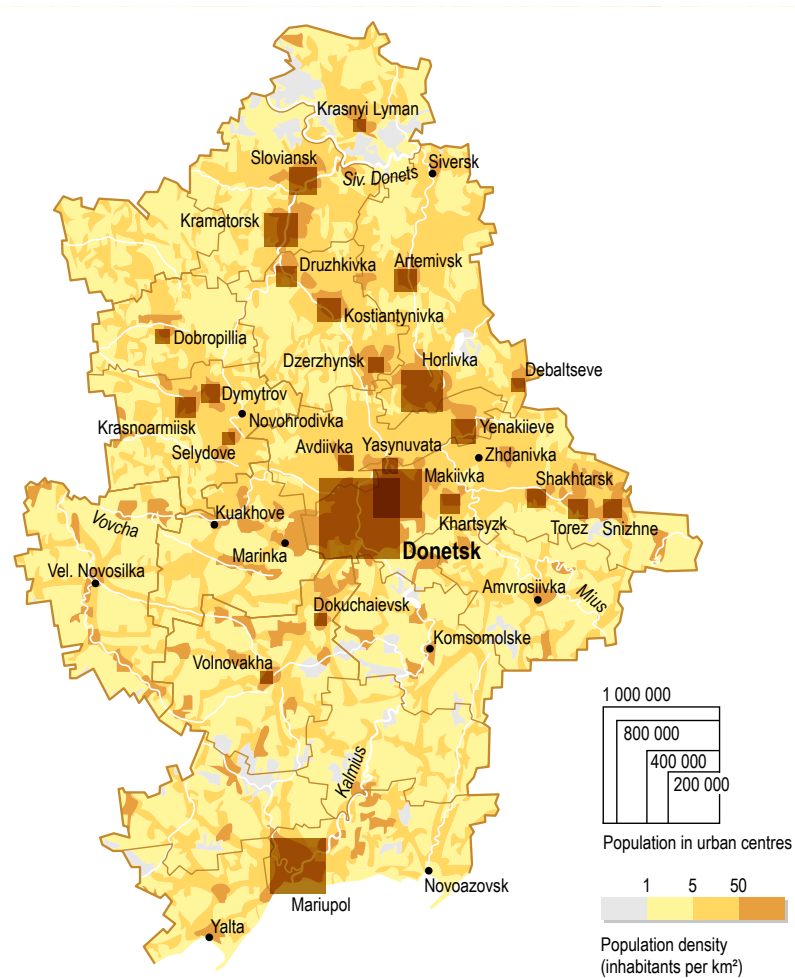 Krasnyi Lyman
Sloviansk
Siv. Donets
Siversk
Kramatorsk
Druzhkivka
Artemivsk
Kostiantynivka
Dobropillia
Dzerzhynsk
Horlivka
Debaltseve
Dymytrov
Krasnoarmiisk
Novohrodivka
Yenakiieve
Selydove
Avdiivka
Yasynuvata
Zhdanivka
Makiivka
Shakhtarsk
Kuakhove
Khartsyzk
Torez
Snizhne
Vovcha
Marinka
Donetsk
Vel. Novosilka
Amvrosiivka
Mius
Dokuchaievsk
Komsomolske
Volnovakha
Kalmius
Mariupol
Novoazovsk
Yalta
1 000 000
800 000
400 000
200 000
Population in urban centres
1 5 50
Population density
(inhabitants per km²)